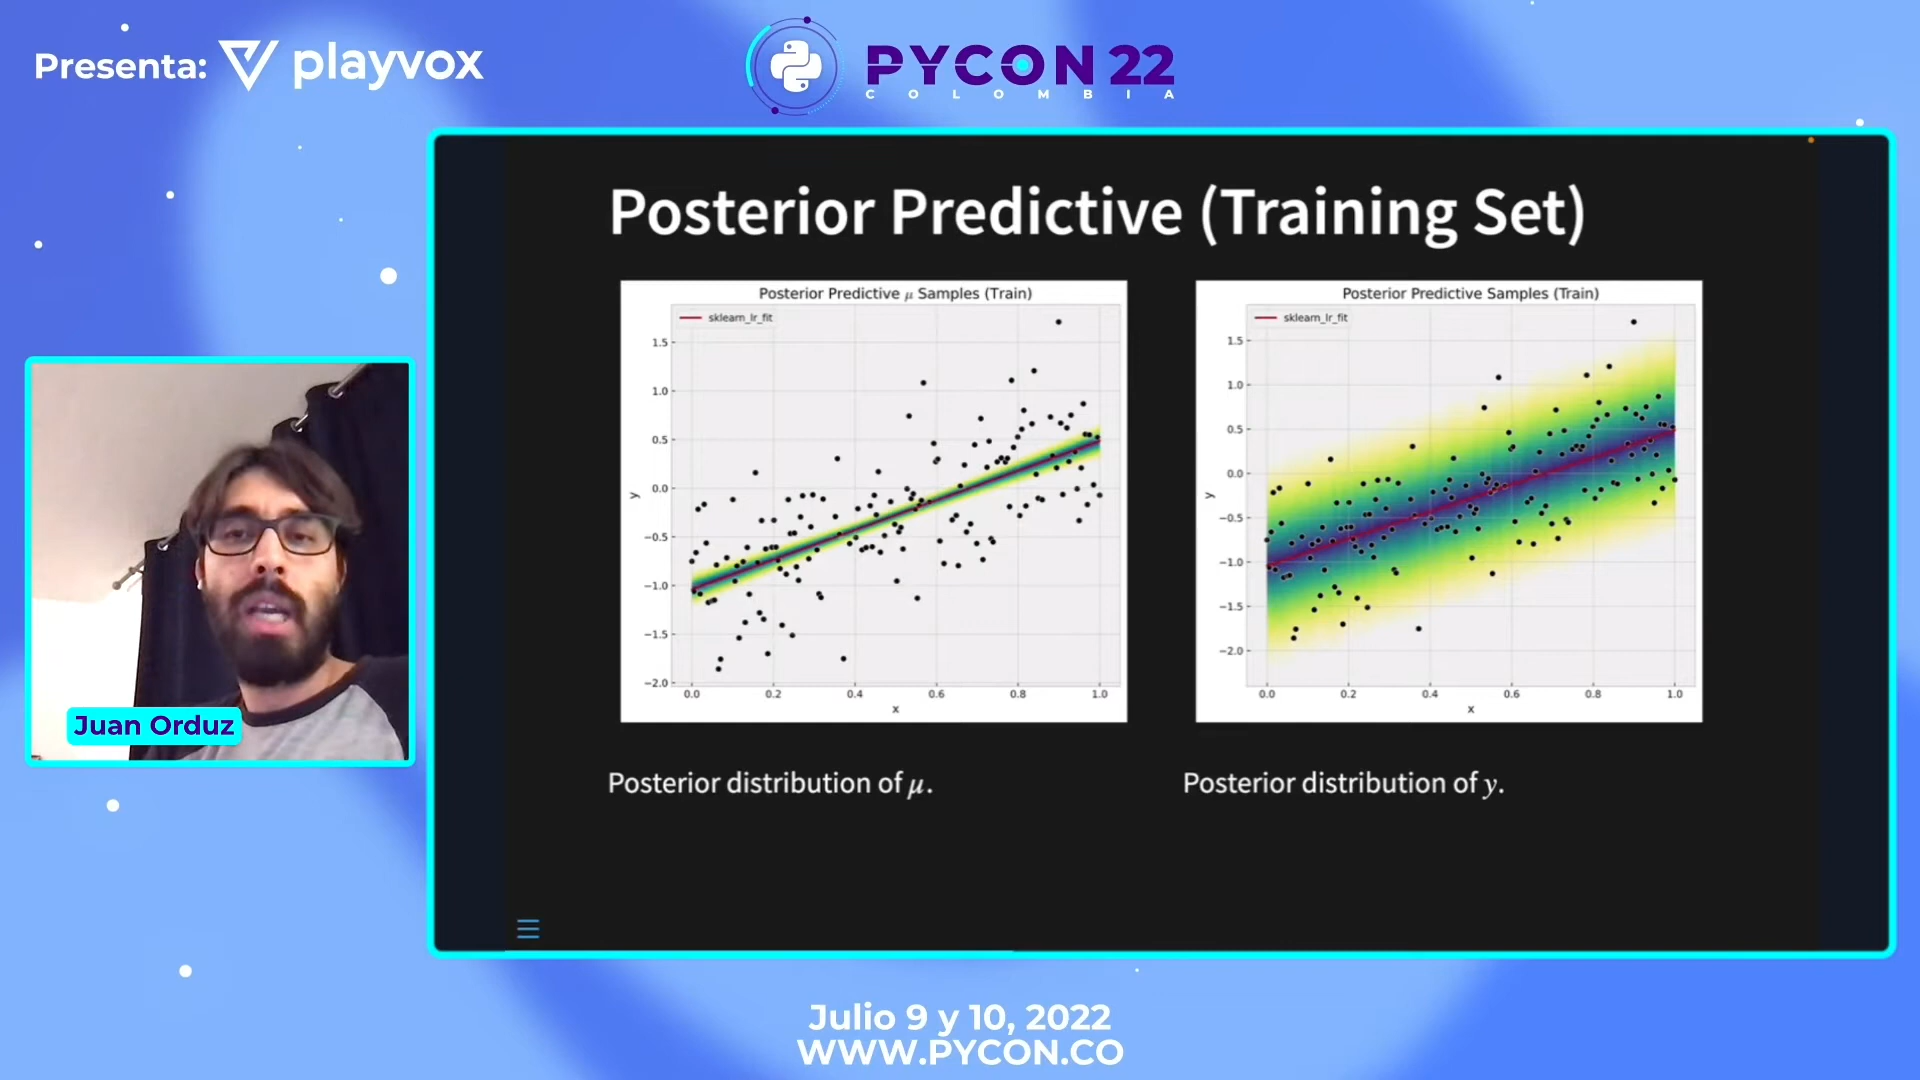 Presenta: playvox
PYCON 22
COLOMBIA
Posterior Predictive (Training Set)
Posterior Predictive μ Samples (Train)
sklearn_lr_fit
1.5
1.0
0.5
0.0
−0.5
−1.0
−1.5
−2.0
0.0 0.2 0.4 0.6 0.8 1.0
x
y
Posterior Predictive Samples (Train)
sklearn_lr_fit
1.5
1.0
0.5
0.0
−0.5
−1.0
−1.5
−2.0
0.0 0.2 0.4 0.6 0.8 1.0
x
y
Posterior distribution of μ.
Posterior distribution of y.
Juan Orduz
Julio 9 y 10, 2022
WWW.PYCON.CO